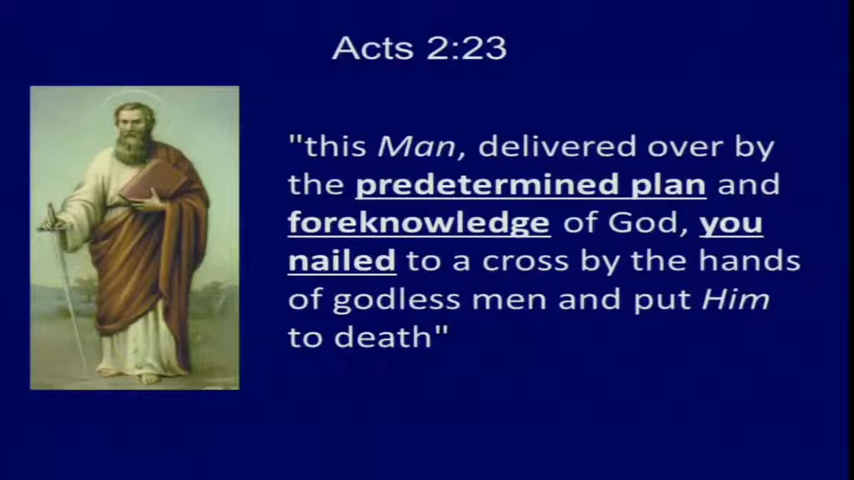 Acts 2:23
"this Man, delivered over by
the predetermined plan and
foreknowledge of God, you
nailed to a cross by the hands
of godless men and put Him
to death"